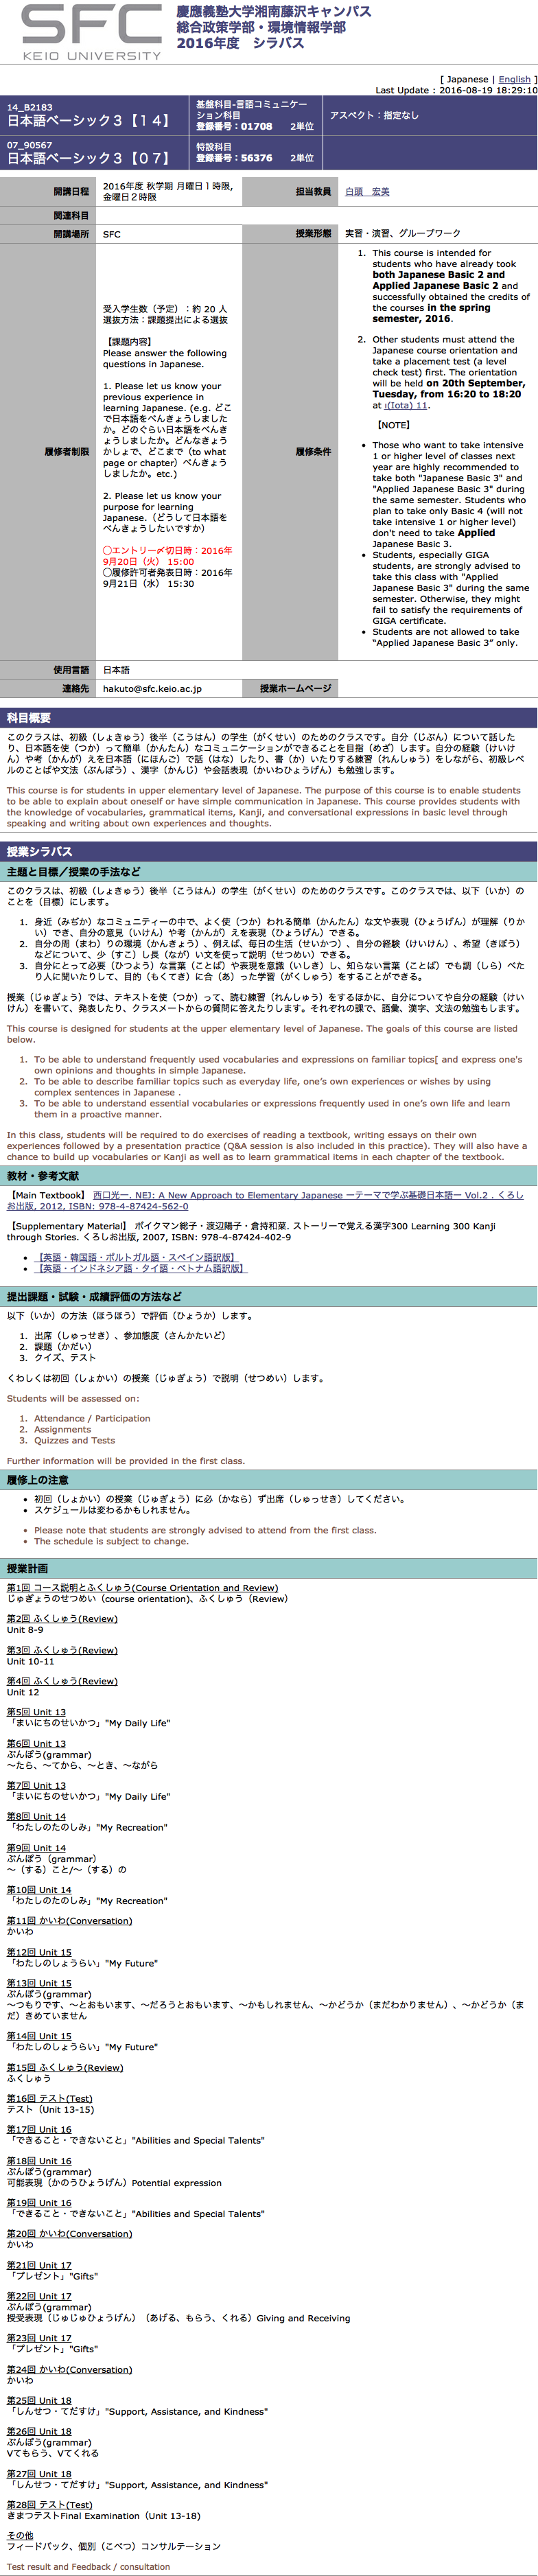 SFC
KEIO UNIVERSITY
慶應義塾大学湘南藤沢キャンパス
総合政策学部・環境情報学部
2016年度　シラバス
[ Japanese | English ]
Last Update : 2016-08-19 18:29:10
14_B2183
日本語ベーシック３【１４】
基盤科目-言語コミュニケー
ション科目
登録番号：01708　　2単位
アスペクト：指定なし
07_90567
日本語ベーシック３【０７】
特設科目
登録番号：56376　　2単位
開講日程
2016年度 秋学期 月曜日１時限,
金曜日２時限
担当教員
白頭　宏美
関連科目
開講場所
SFC
授業形態
実習・演習、グループワーク
履修者制限
受入学生数（予定）：約 20 人
選抜方法：課題提出による選抜
【課題内容】
Please answer the following
questions in Japanese.
1. Please let us know your
previous experience in
learning Japanese. (e.g. どこ
で日本語をべんきょうしました
か。どのぐらい日本語をべんき
ょうしましたか。どんなきょう
かしょで、どこまで（to what
page or chapter）べんきょう
しましたか。etc.)
2. Please let us know your
purpose for learning
Japanese.（どうして日本語を
べんきょうしたいですか）
◯エントリー〆切日時：2016年
9月20日（火） 15:00
◯履修許可者発表日時：2016年
9月21日（水） 15:30
履修条件
1. This course is intended for
students who have already took
both Japanese Basic 2 and
Applied Japanese Basic 2 and
successfully obtained the credits of
the courses in the spring
semester, 2016.
2. Other students must attend the
Japanese course orientation and
take a placement test (a level
check test) first. The orientation
will be held on 20th September,
Tuesday, from 16:20 to 18:20
at ι(Iota) 11.
【NOTE】
• Those who want to take intensive
1 or higher level of classes next
year are highly recommended to
take both "Japanese Basic 3" and
"Applied Japanese Basic 3" during
the same semester. Students who
plan to take only Basic 4 (will not
take intensive 1 or higher level)
don't need to take Applied
Japanese Basic 3.
• Students, especially GIGA
students, are strongly advised to
take this class with "Applied
Japanese Basic 3" during the same
semester. Otherwise, they might
fail to satisfy the requirements of
GIGA certificate.
• Students are not allowed to take
"Applied Japanese Basic 3” only.
使用言語
日本語
連絡先
hakuto@sfc.keio.ac.jp
授業ホームページ
科目概要
このクラスは、初級（しょきゅう）後半（こうはん）の学生（がくせい）のためのクラスです。自分（じぶん）について話した
り、日本語を使（つか）って簡単（かんたん）なコミュニケーションができることを目指（めざ）します。自分の経験（けいけ
ん）や考（かんが）えを日本語（にほんご）で話（はな）したり、書（か）いたりする練習（れんしゅう）をしながら、初級レベ
ルのことばや文法（ぶんぽう）、漢字（かんじ）や会話表現（かいわひょうげん）も勉強します。
This course is for students in upper elementary level of Japanese. The purpose of this course is to enable students
to be able to explain about oneself or have simple communication in Japanese. This course provides students with
the knowledge of vocabularies, grammatical items, Kanji, and conversational expressions in basic level through
speaking and writing about own experiences and thoughts.
授業シラバス
主題と目標／授業の手法など
このクラスは、初級（しょきゅう）後半（こうはん）の学生（がくせい）のためのクラスです。このクラスでは、以下（いか）の
ことを（目標）にします。
1. 身近（みぢか）なコミュニティーの中で、よく使（つか）われる簡単（かんたん）な文や表現（ひょうげん）が理解（りか
い）でき、自分の意見（いけん）や考（かんが）えを表現（ひょうげん）できる。
2. 自分の周（まわ）りの環境（かんきょう）、例えば、毎日の生活（せいかつ）、自分の経験（けいけん）、希望（きぼう）
などについて、少（すこ）し長（なが）い文を使って説明（せつめい）できる。
3. 自分にとって必要（ひつよう）な言葉（ことば）や表現を意識（いしき）し、知らない言葉（ことば）でも調（しら）べた
り人に聞いたりして、目的（もくてき）に合（あ）った学習（がくしゅう）をすることができる。
授業（じゅぎょう）では、テキストを使（つか）って、読む練習（れんしゅう）をするほかに、自分についてや自分の経験（けい
けん）を書いて、発表したり、クラスメートからの質問に答えたりします。それぞれの課で、語彙、漢字、文法の勉強もします。
This course is designed for students at the upper elementary level of Japanese. The goals of this course are listed
below.
1. To be able to understand frequently used vocabularies and expressions on familiar topics[ and express one's
own opinions and thoughts in simple Japanese.
2. To be able to describe familiar topics such as everyday life, one’s own experiences or wishes by using
complex sentences in Japanese .
3. To be able to understand essential vocabularies or expressions frequently used in one’s own life and learn
them in a proactive manner.
In this class, students will be required to do exercises of reading a textbook, writing essays on their own
experiences followed by a presentation practice (Q&A session is also included in this practice). They will also have a
chance to build up vocabularies or Kanji as well as to learn grammatical items in each chapter of the textbook.
教材・参考文献
【Main Textbook】 西口光一. NEJ: A New Approach to Elementary Japanese ーテーマで学ぶ基礎日本語ー Vol.2 . くろし
お出版, 2012, ISBN: 978-4-87424-562-0
【Supplementary Material】 ボイクマン総子・渡辺陽子・倉持和菜. ストーリーで覚える漢字300 Learning 300 Kanji
through Stories. くろしお出版, 2007, ISBN: 978-4-87424-402-9
• 【英語・韓国語・ポルトガル語・スペイン語訳版】
• 【英語・インドネシア語・タイ語・ベトナム語訳版】
提出課題・試験・成績評価の方法など
以下（いか）の方法（ほうほう）で評価（ひょうか）します。
1. 出席（しゅっせき）、参加態度（さんかたいど）
2. 課題（かだい）
3. クイズ、テスト
くわしくは初回（しょかい）の授業（じゅぎょう）で説明（せつめい）します。
Students will be assessed on:
1. Attendance / Participation
2. Assignments
3. Quizzes and Tests
Further information will be provided in the first class.
履修上の注意
• 初回（しょかい）の授業（じゅぎょう）に必（かなら）ず出席（しゅっせき）してください。
• スケジュールは変わるかもしれません。
• Please note that students are strongly advised to attend from the first class.
• The schedule is subject to change.
授業計画
第1回 コース説明とふくしゅう(Course Orientation and Review)
じゅぎょうのせつめい（course orientation)、ふくしゅう（Review）
第2回 ふくしゅう(Review)
Unit 8-9
第3回 ふくしゅう(Review)
Unit 10-11
第4回 ふくしゅう(Review)
Unit 12
第5回 Unit 13
「まいにちのせいかつ」"My Daily Life"
第6回 Unit 13
ぶんぽう(grammar)
〜たら、〜てから、〜とき、〜ながら
第7回 Unit 13
「まいにちのせいかつ」"My Daily Life"
第8回 Unit 14
「わたしのたのしみ」"My Recreation"
第9回 Unit 14
ぶんぽう（grammar）
〜（する）こと/〜（する）の
第10回 Unit 14
「わたしのたのしみ」"My Recreation"
第11回 かいわ(Conversation)
かいわ
第12回 Unit 15
「わたしのしょうらい」"My Future"
第13回 Unit 15
ぶんぽう(grammar)
〜つもりです、〜とおもいます、〜だろうとおもいます、〜かもしれません、〜かどうか（まだわかりません）、〜かどうか（ま
だ）きめていません
第14回 Unit 15
「わたしのしょうらい」"My Future"
第15回 ふくしゅう(Review)
ふくしゅう
第16回 テスト(Test)
テスト（Unit 13-15)
第17回 Unit 16
「できること・できないこと」"Abilities and Special Talents"
第18回 Unit 16
ぶんぽう(grammar)
可能表現（かのうひょうげん）Potential expression
第19回 Unit 16
「できること・できないこと」"Abilities and Special Talents"
第20回 かいわ(Conversation)
かいわ
第21回 Unit 17
「プレゼント」"Gifts"
第22回 Unit 17
ぶんぽう(grammar)
授受表現（じゅじゅひょうげん）（あげる、もらう、くれる）Giving and Receiving
第23回 Unit 17
「プレゼント」"Gifts"
第24回 かいわ(Conversation)
かいわ
第25回 Unit 18
「しんせつ・てだすけ」"Support, Assistance, and Kindness"
第26回 Unit 18
ぶんぽう(grammar)
Vてもらう、Vてくれる
第27回 Unit 18
「しんせつ・てだすけ」"Support, Assistance, and Kindness"
第28回 テスト(Test)
きまつテストFinal Examination（Unit 13-18)
その他
フィードバック、個別（こべつ）コンサルテーション
Test result and Feedback / consultation